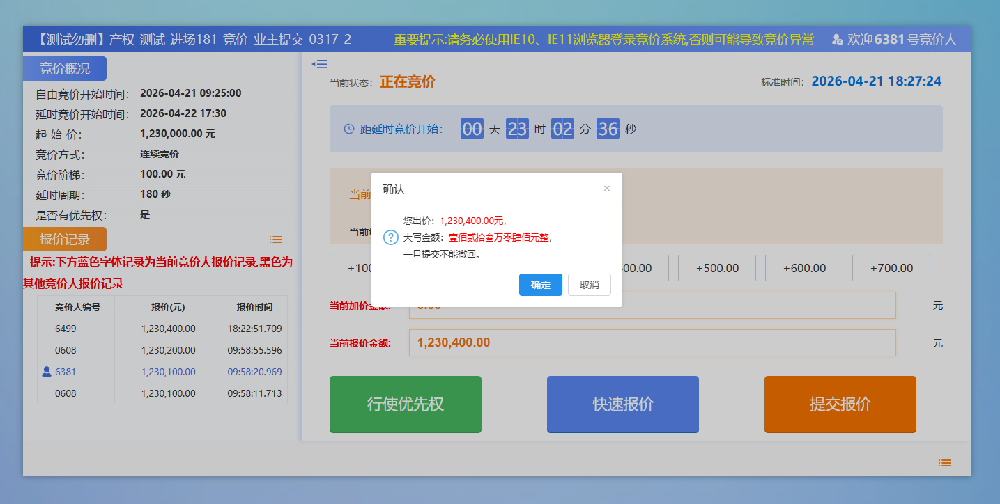 【测试勿删】产权-测试-进场181-竞价-业主提交-0317-2 重要提示:请务必使用IE10、IE11浏览器登录竞价系统,否则可能导致竞价异常 欢迎6381号竞价人
竞价概况
自由竞价开始时间: 2026-04-21 09:25:00
延时竞价开始时间: 2026-04-22 17:30
起 始 价: 1,230,000.00 元
竞价方式: 连续竞价
竞价阶梯: 100.00 元
延时周期: 180 秒
是否有优先权: 是
报价记录
提示:下方蓝色字体记录为当前竞价人报价记录,黑色为
其他竞价人报价记录
竞价人编号 报价(元) 报价时间
6499 1,230,400.00 18:22:51.709
0608 1,230,200.00 09:58:55.596
6381 1,230,100.00 09:58:20.969
0608 1,230,100.00 09:58:11.713
当前状态: 正在竞价 标准时间: 2026-04-21 18:27:24
距延时竞价开始: 00 天 23 时 02 分 36 秒
当前
当前
+100 00.00 +500.00 +600.00 +700.00
当前加价金额: 元
当前报价金额: 1,230,400.00 元
行使优先权 快速报价 提交报价
确认 ×
您出价: 1,230,400.00元,
大写金额: 壹佰贰拾叁万零肆佰元整,
一旦提交不能撤回。
确定 取消